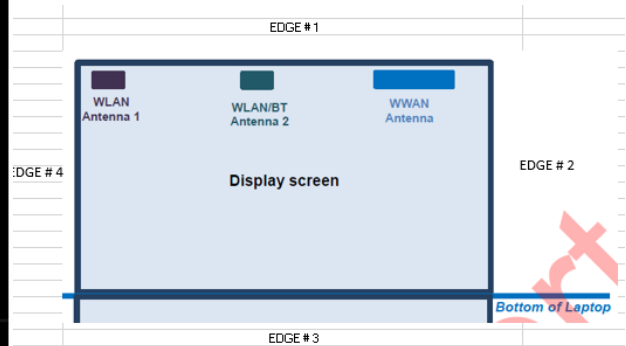 EDGE # 1
WLAN
Antenna 1
WLAN/BT
Antenna 2
WWAN
Antenna
EDGE # 4
Display screen
EDGE # 2
Bottom of Laptop
EDGE # 3